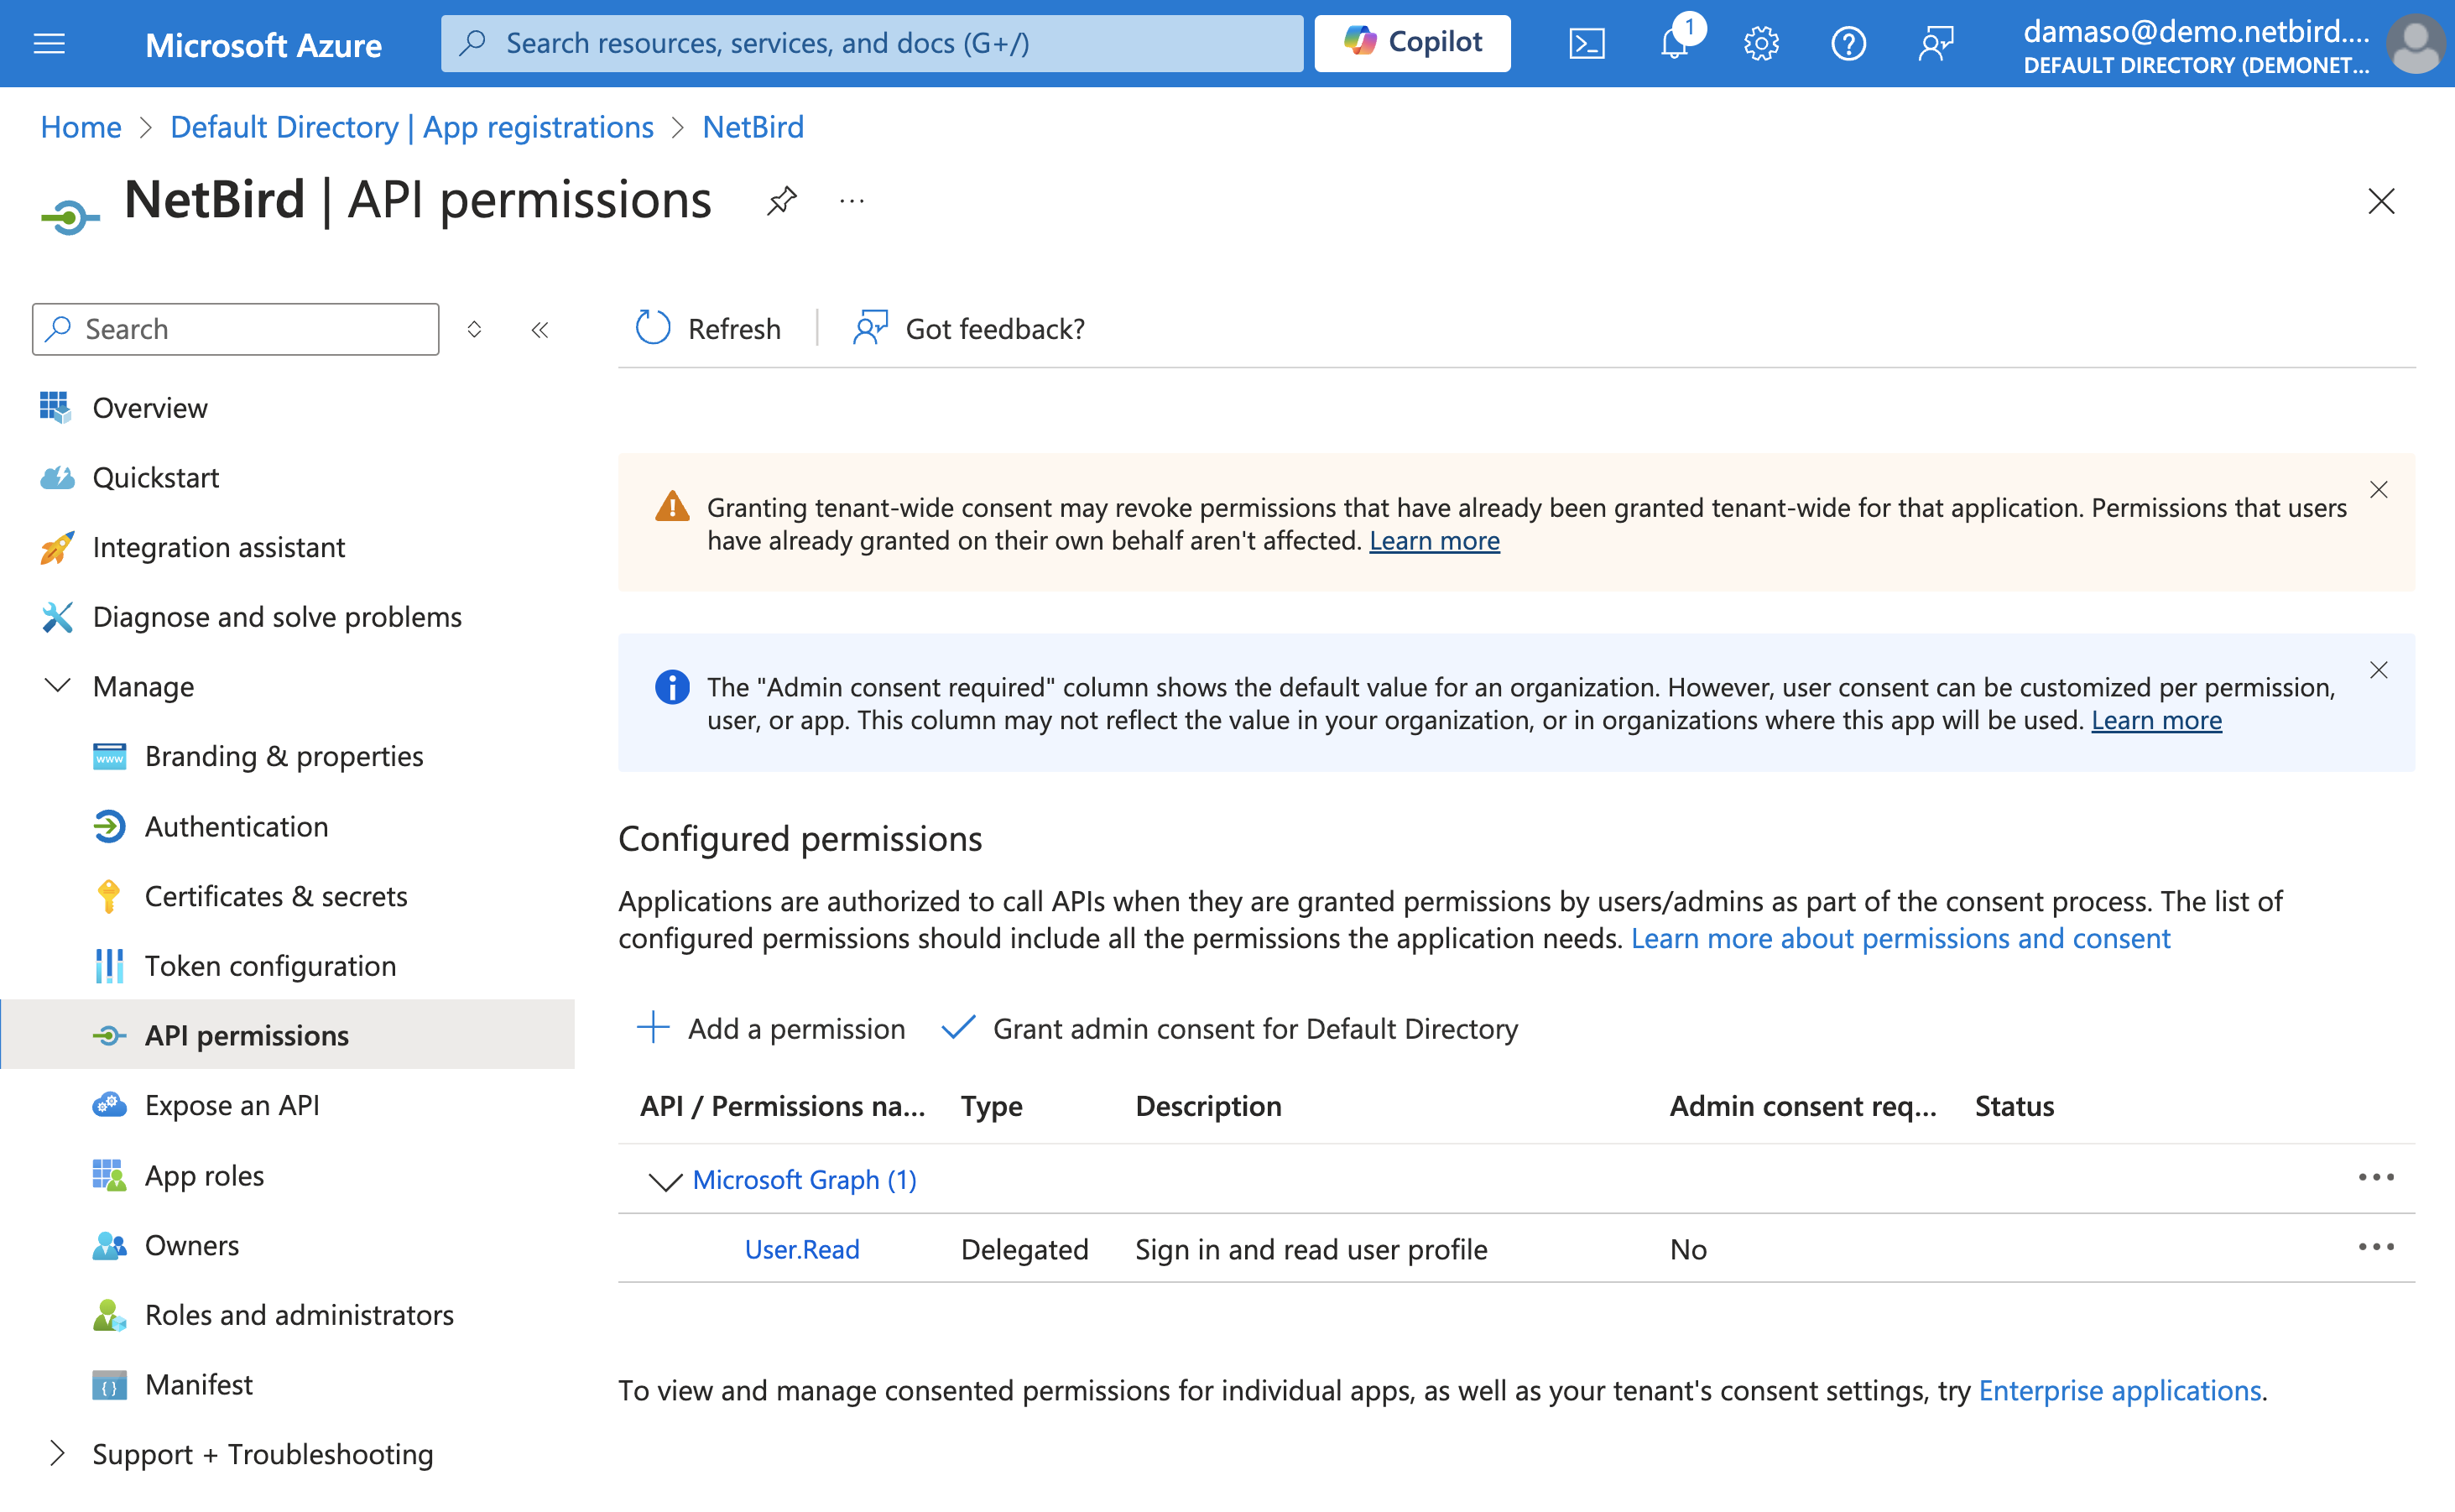 Microsoft Azure
Search resources, services, and docs (G+/)
Copilot
1
damaso@demo.netbird....
DEFAULT DIRECTORY (DEMONET...
Home > Default Directory | App registrations > NetBird
NetBird | API permissions
Search
Overview
Quickstart
Integration assistant
Diagnose and solve problems
Manage
Branding & properties
Authentication
Certificates & secrets
Token configuration
API permissions
Expose an API
App roles
Owners
Roles and administrators
Manifest
Support + Troubleshooting
Refresh
Got feedback?
Granting tenant-wide consent may revoke permissions that have already been granted tenant-wide for that application. Permissions that users
have already granted on their own behalf aren't affected. Learn more
The "Admin consent required" column shows the default value for an organization. However, user consent can be customized per permission,
user, or app. This column may not reflect the value in your organization, or in organizations where this app will be used. Learn more
Configured permissions
Applications are authorized to call APIs when they are granted permissions by users/admins as part of the consent process. The list of
configured permissions should include all the permissions the application needs. Learn more about permissions and consent
Add a permission
Grant admin consent for Default Directory
API / Permissions na... Type Description Admin consent req... Status
Microsoft Graph (1)
User.Read Delegated Sign in and read user profile No
To view and manage consented permissions for individual apps, as well as your tenant's consent settings, try Enterprise applications.